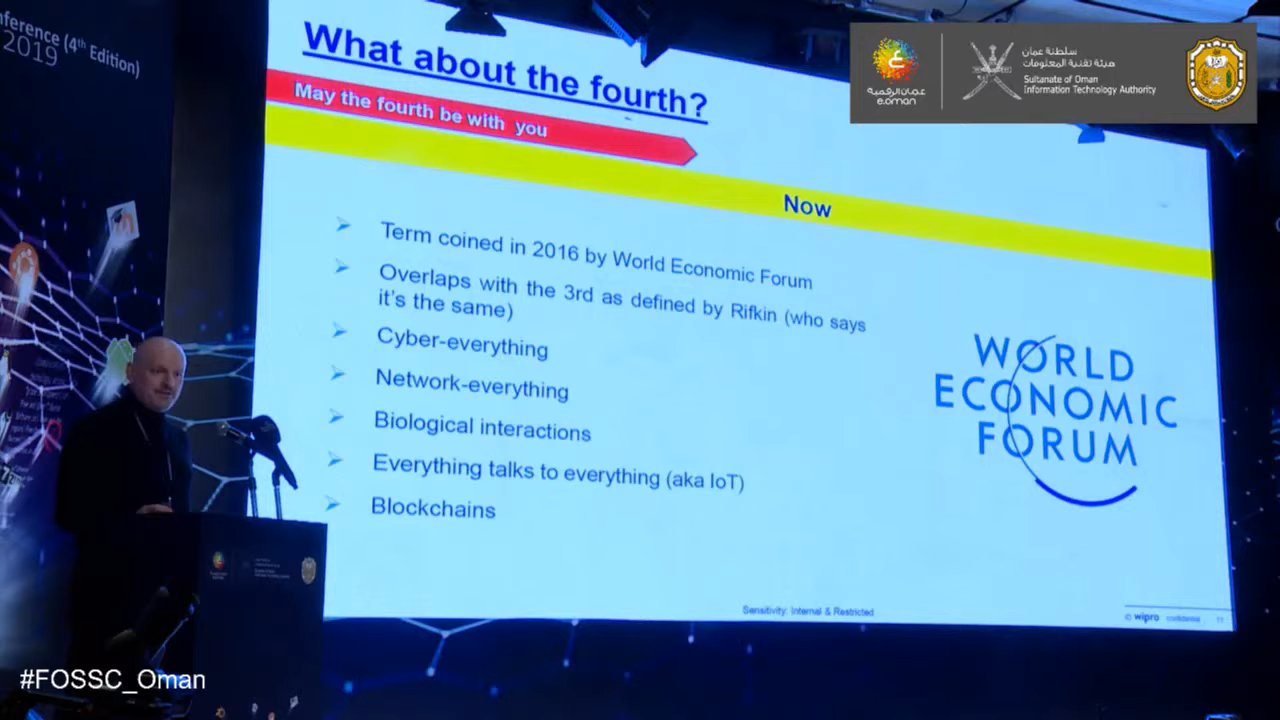 nference (4th Edition)
2019
What about the fourth?
May the fourth be with you
Now
Term coined in 2016 by World Economic Forum
Overlaps with the 3rd as defined by Rifkin (who says
it's the same)
Cyber-everything
Network-everything
Biological interactions
Everything talks to everything (aka IoT)
Blockchains
WORLD
ECONOMIC
FORUM
Sensitivity: Internal & Restricted
© wipro confidential 11
عمان الرقمية
e.oman
سلطنة عمان
هيئة تقنية المعلومات
Sultanate of Oman
Information Technology Authority
#FOSSC_Oman